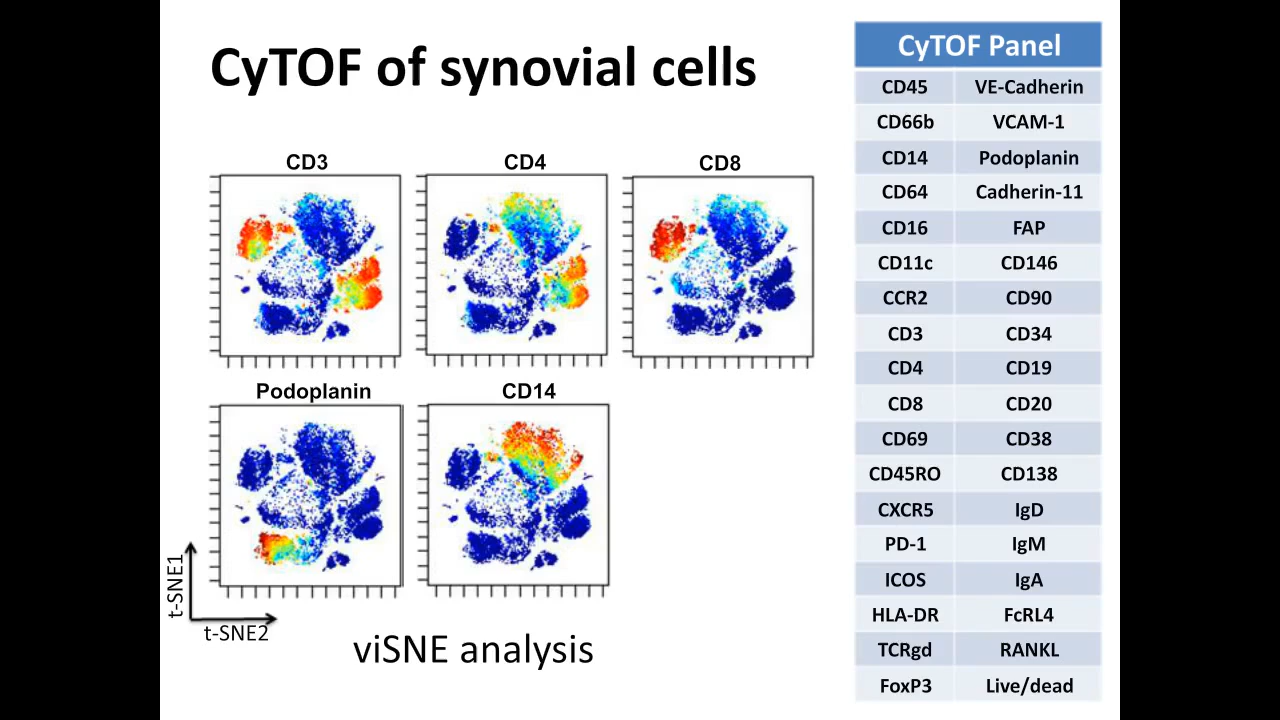 CyTOF of synovial cells
CD3
CD4
CD8
Podoplanin
CD14
t-SNE1
t-SNE2
viSNE analysis
CyTOF Panel
CD45 VE-Cadherin
CD66b VCAM-1
CD14 Podoplanin
CD64 Cadherin-11
CD16 FAP
CD11c CD146
CCR2 CD90
CD3 CD34
CD4 CD19
CD8 CD20
CD69 CD38
CD45RO CD138
CXCR5 IgD
PD-1 IgM
ICOS IgA
HLA-DR FcRL4
TCRgd RANKL
FoxP3 Live/dead